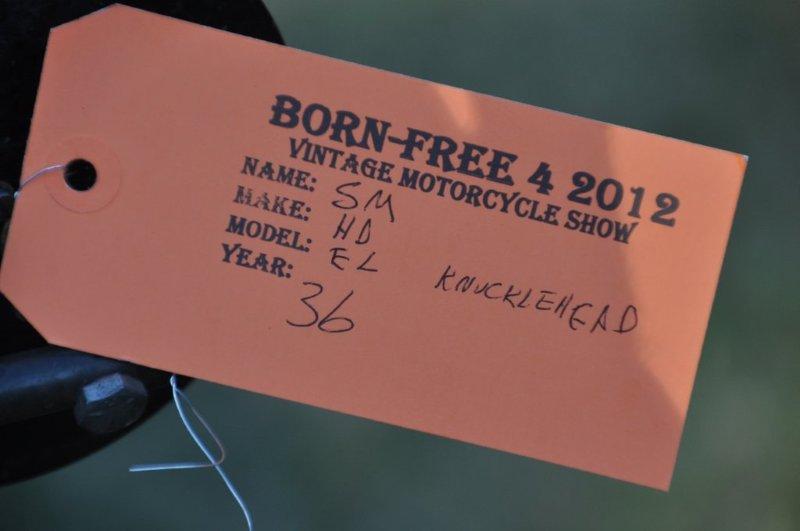 BORN-FREE 4 2012
VINTAGE MOTORCYCLE SHOW
NAME: SM
MAKE: HD
MODEL: EL KNUCKLEHEAD
YEAR: 36